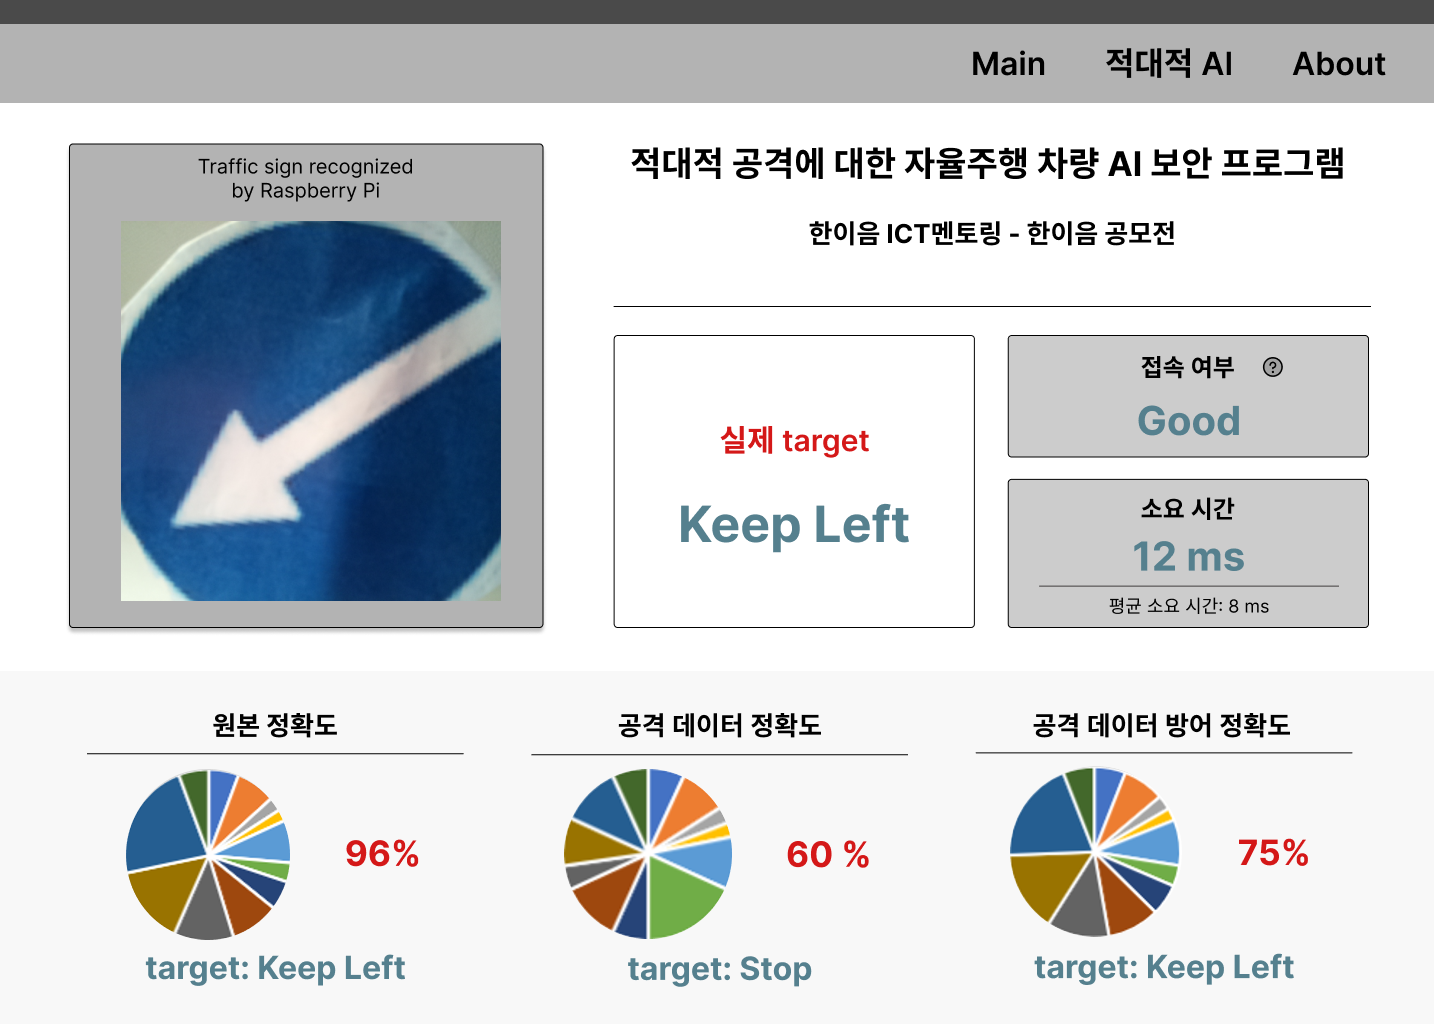 Main 적대적 AI About
Traffic sign recognized
by Raspberry Pi
적대적 공격에 대한 자율주행 차량 AI 보안 프로그램
한이음 ICT멘토링 - 한이음 공모전
실제 target
Keep Left
접속 여부 ?
Good
소요 시간
12 ms
평균 소요 시간: 8 ms
원본 정확도
96%
target: Keep Left
공격 데이터 정확도
60 %
target: Stop
공격 데이터 방어 정확도
75%
target: Keep Left